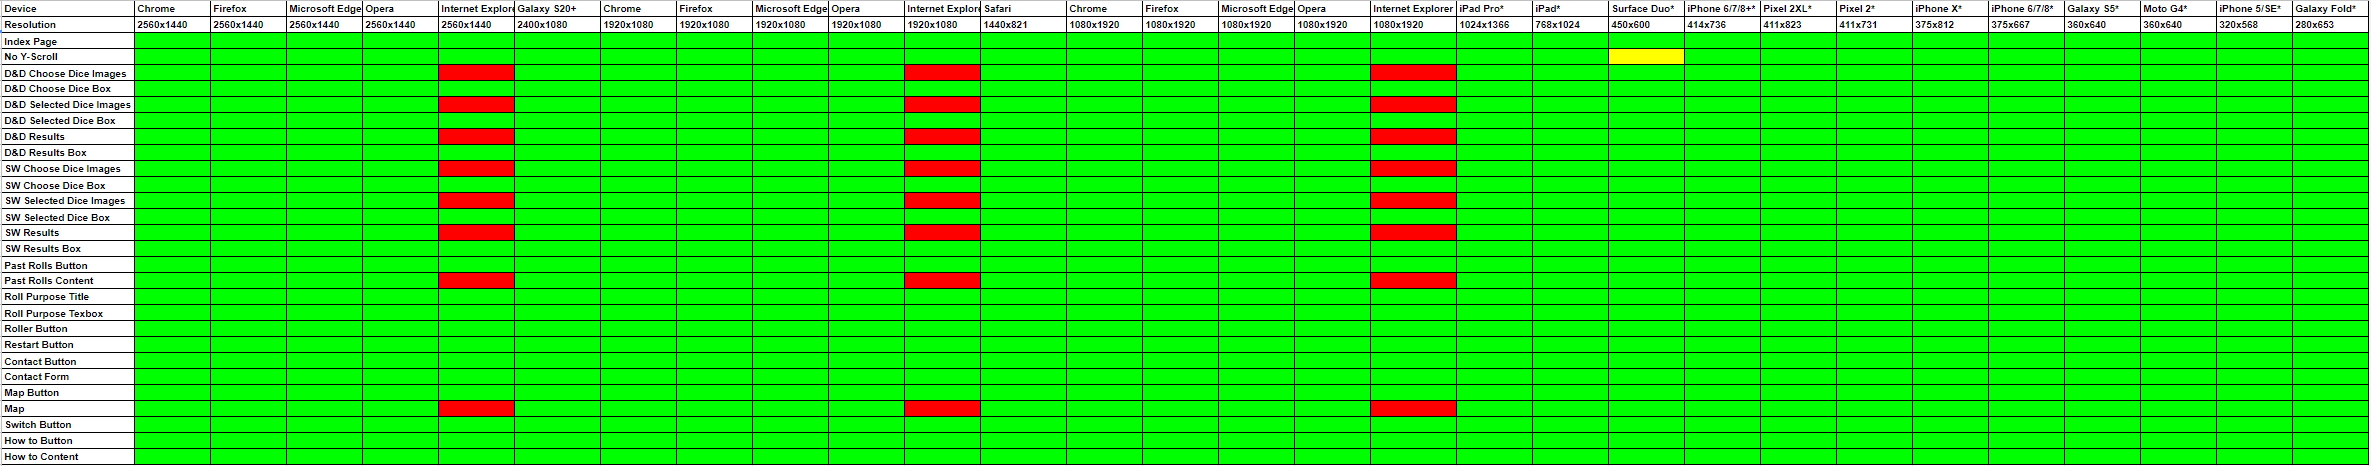 Device Chrome Firefox Microsoft Edge Opera Internet Explor Galaxy S20+ Chrome Firefox Microsoft Edge Opera Internet Explor Safari Chrome Firefox Microsoft Edge Opera Internet Explorer iPad Pro* iPad* Surface Duo* iPhone 6/7/8+* Pixel 2XL* Pixel 2* iPhone X* iPhone 6/7/8* Galaxy S5* Moto G4* iPhone 5/SE* Galaxy Fold*
Resolution 2560x1440 2560x1440 2560x1440 2560x1440 2560x1440 2400x1080 1920x1080 1920x1080 1920x1080 1920x1080 1920x1080 1440x821 1080x1920 1080x1920 1080x1920 1080x1920 1080x1920 1024x1366 768x1024 450x600 414x736 411x823 411x731 375x812 375x667 360x640 360x640 320x568 280x653
Index Page
No Y-Scroll
D&D Choose Dice Images
D&D Choose Dice Box
D&D Selected Dice Images
D&D Selected Dice Box
D&D Results
D&D Results Box
SW Choose Dice Images
SW Choose Dice Box
SW Selected Dice Images
SW Selected Dice Box
SW Results
SW Results Box
Past Rolls Button
Past Rolls Content
Roll Purpose Title
Roll Purpose Texbox
Roller Button
Restart Button
Contact Button
Contact Form
Map Button
Map
Switch Button
How to Button
How to Content